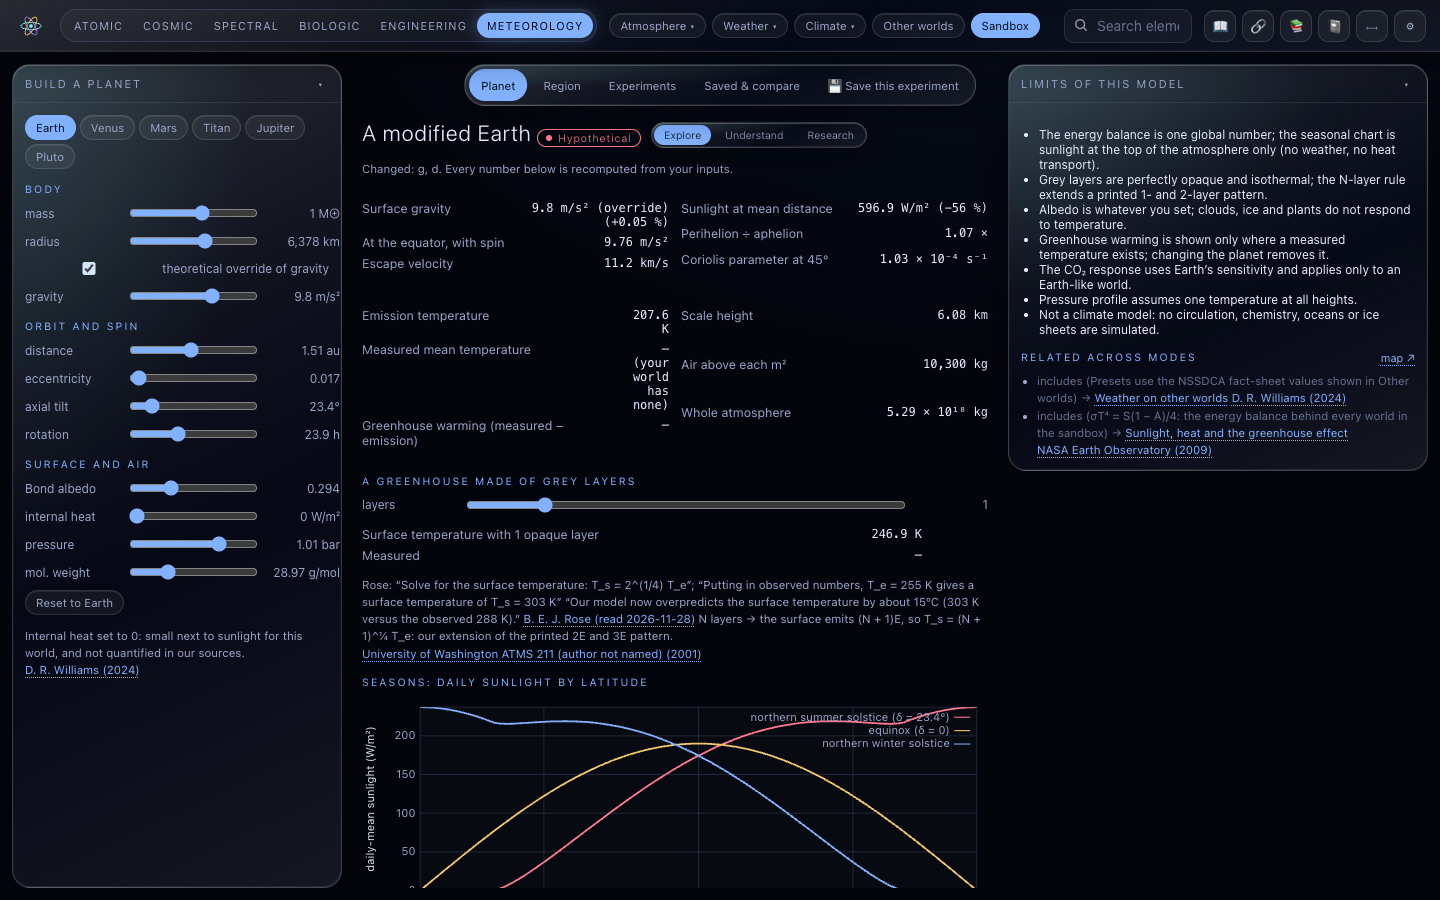 ATOMIC COSMIC SPECTRAL BIOLOGIC ENGINEERING METEOROLOGY Atmosphere ▾ Weather ▾ Climate ▾ Other worlds Sandbox Search eleme
BUILD A PLANET
Earth Venus Mars Titan Jupiter
Pluto
BODY
mass 1 M⊕
radius 6,378 km
theoretical override of gravity
gravity 9.8 m/s²
ORBIT AND SPIN
distance 1.51 au
eccentricity 0.017
axial tilt 23.4°
rotation 23.9 h
SURFACE AND AIR
Bond albedo 0.294
internal heat 0 W/m²
pressure 1.01 bar
mol. weight 28.97 g/mol
Reset to Earth
Internal heat set to 0: small next to sunlight for this
world, and not quantified in our sources.
D. R. Williams (2024)
Planet Region Experiments Saved & compare 💾 Save this experiment
A modified Earth Hypothetical Explore Understand Research
Changed: g, d. Every number below is recomputed from your inputs.
Surface gravity 9.8 m/s² (override)
(+0.05 %)
At the equator, with spin 9.76 m/s²
Escape velocity 11.2 km/s
Sunlight at mean distance 596.9 W/m² (−56 %)
Perihelion ÷ aphelion 1.07 ×
Coriolis parameter at 45° 1.03 × 10⁻⁴ s⁻¹
Emission temperature 207.6
K
Measured mean temperature —
(your
world
has
none)
Greenhouse warming (measured − —
emission)
Scale height 6.08 km
Air above each m² 10,300 kg
Whole atmosphere 5.29 × 10¹⁸ kg
A GREENHOUSE MADE OF GREY LAYERS
layers 1
Surface temperature with 1 opaque layer 246.9 K
Measured —
Rose: “Solve for the surface temperature: T_s = 2^(1/4) T_e”; “Putting in observed numbers, T_e = 255 K gives a
surface temperature of T_s = 303 K” “Our model now overpredicts the surface temperature by about 15°C (303 K
versus the observed 288 K).” B. E. J. Rose (read 2026-11-28) N layers → the surface emits (N + 1)E, so T_s = (N +
1)^¼ T_e: our extension of the printed 2E and 3E pattern.
University of Washington ATMS 211 (author not named) (2001)
SEASONS: DAILY SUNLIGHT BY LATITUDE
northern summer solstice (δ = 23.4°)
equinox (δ = 0)
northern winter solstice
daily-mean sunlight (W/m²)
200
150
100
50
LIMITS OF THIS MODEL
• The energy balance is one global number; the seasonal chart is
sunlight at the top of the atmosphere only (no weather, no heat
transport).
• Grey layers are perfectly opaque and isothermal; the N-layer rule
extends a printed 1- and 2-layer pattern.
• Albedo is whatever you set; clouds, ice and plants do not respond
to temperature.
• Greenhouse warming is shown only where a measured
temperature exists; changing the planet removes it.
• The CO₂ response uses Earth’s sensitivity and applies only to an
Earth-like world.
• Pressure profile assumes one temperature at all heights.
• Not a climate model: no circulation, chemistry, oceans or ice
sheets are simulated.
RELATED ACROSS MODES map ↗
• includes (Presets use the NSSDCA fact-sheet values shown in Other
worlds) → Weather on other worlds D. R. Williams (2024)
• includes (σT⁴ = S(1 − A)/4: the energy balance behind every world in
the sandbox) → Sunlight, heat and the greenhouse effect
NASA Earth Observatory (2009)